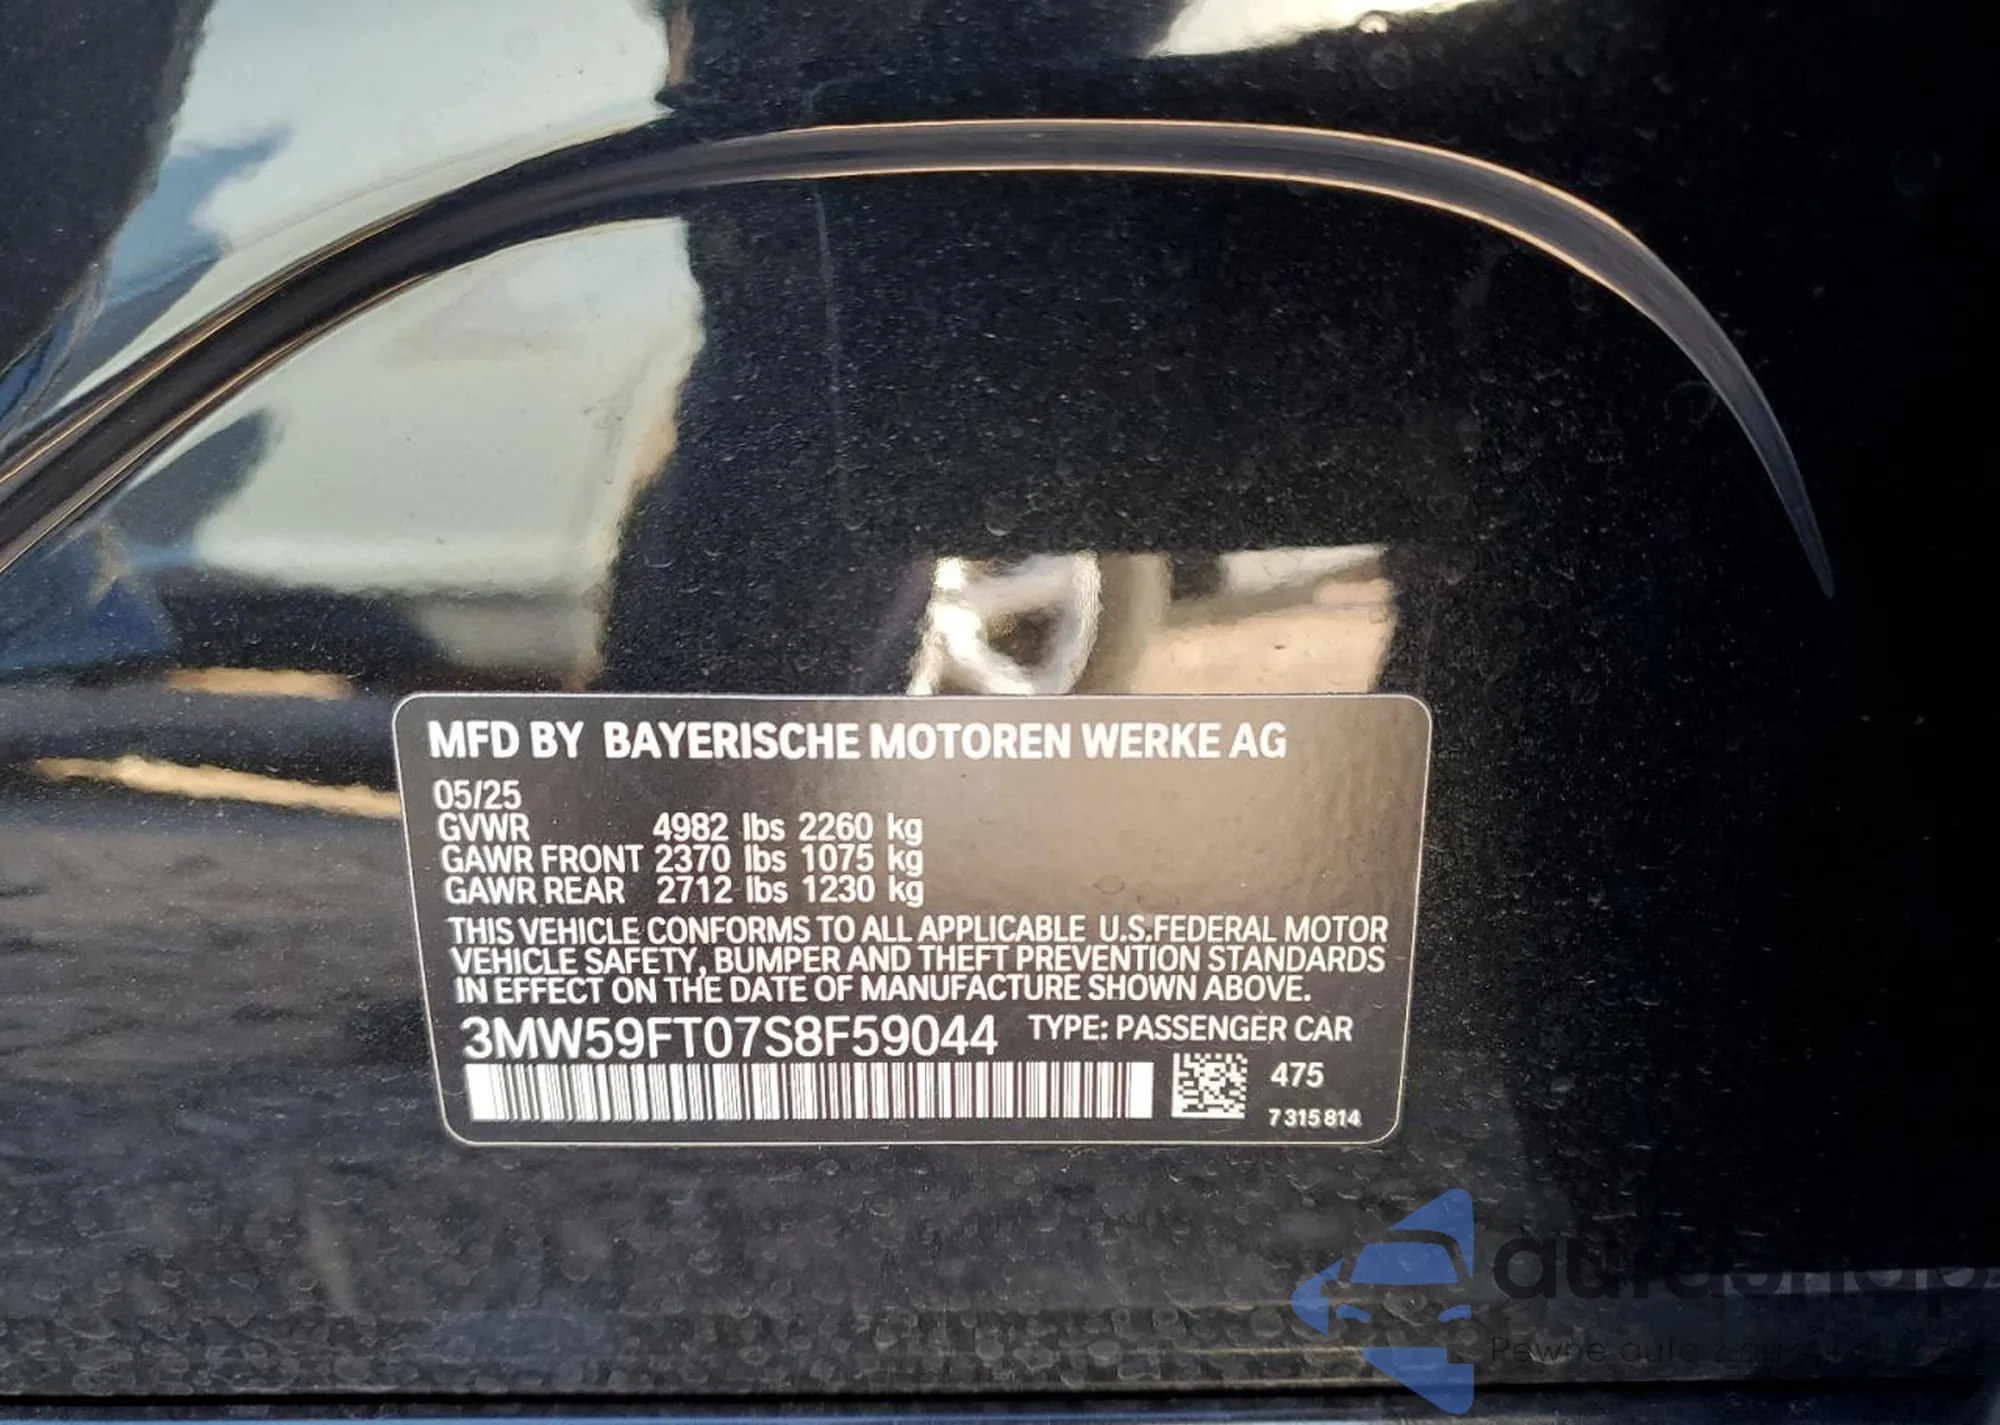 MFD BY BAYERISCHE MOTOREN WERKE AG
05/25
GVWR 4982 lbs 2260 kg
GAWR FRONT 2370 lbs 1075 kg
GAWR REAR 2712 lbs 1230 kg
THIS VEHICLE CONFORMS TO ALL APPLICABLE U.S.FEDERAL MOTOR
VEHICLE SAFETY, BUMPER AND THEFT PREVENTION STANDARDS
IN EFFECT ON THE DATE OF MANUFACTURE SHOWN ABOVE.
3MW59FT07S8F59044 TYPE: PASSENGER CAR
475
7 315 814
Pewne auto z